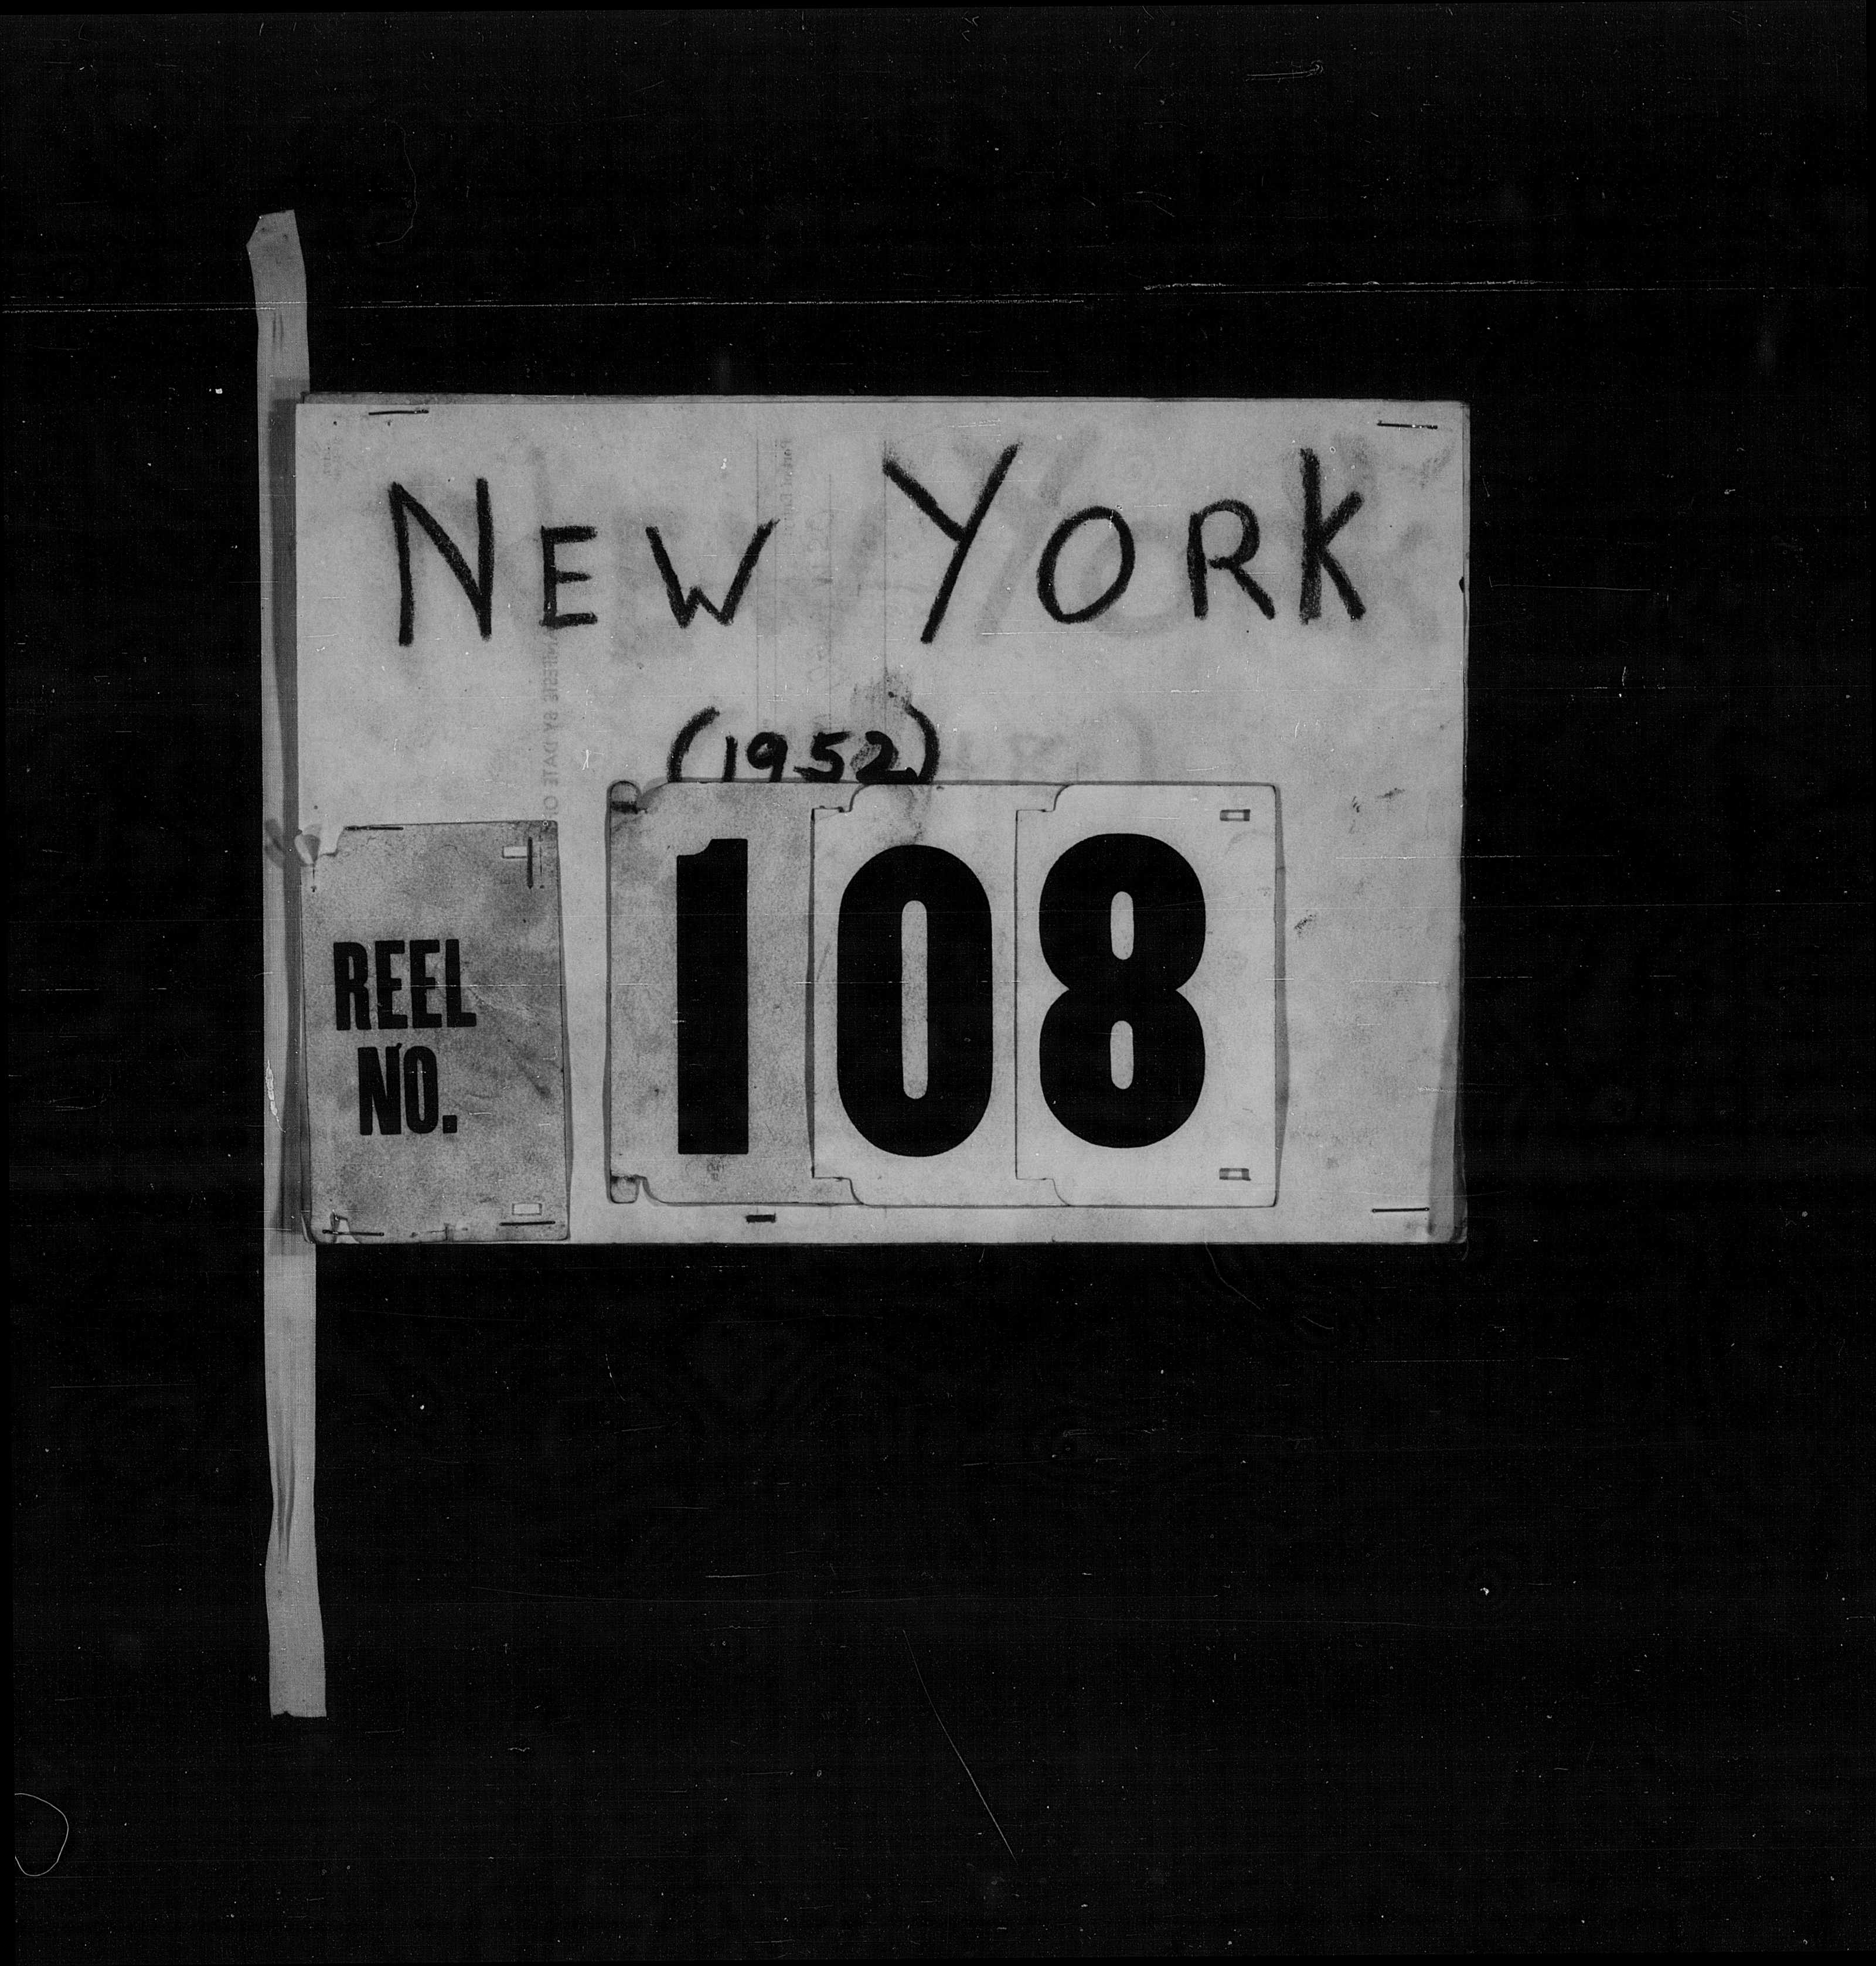 NEW YORK
(1952)
REEL
NO.
108